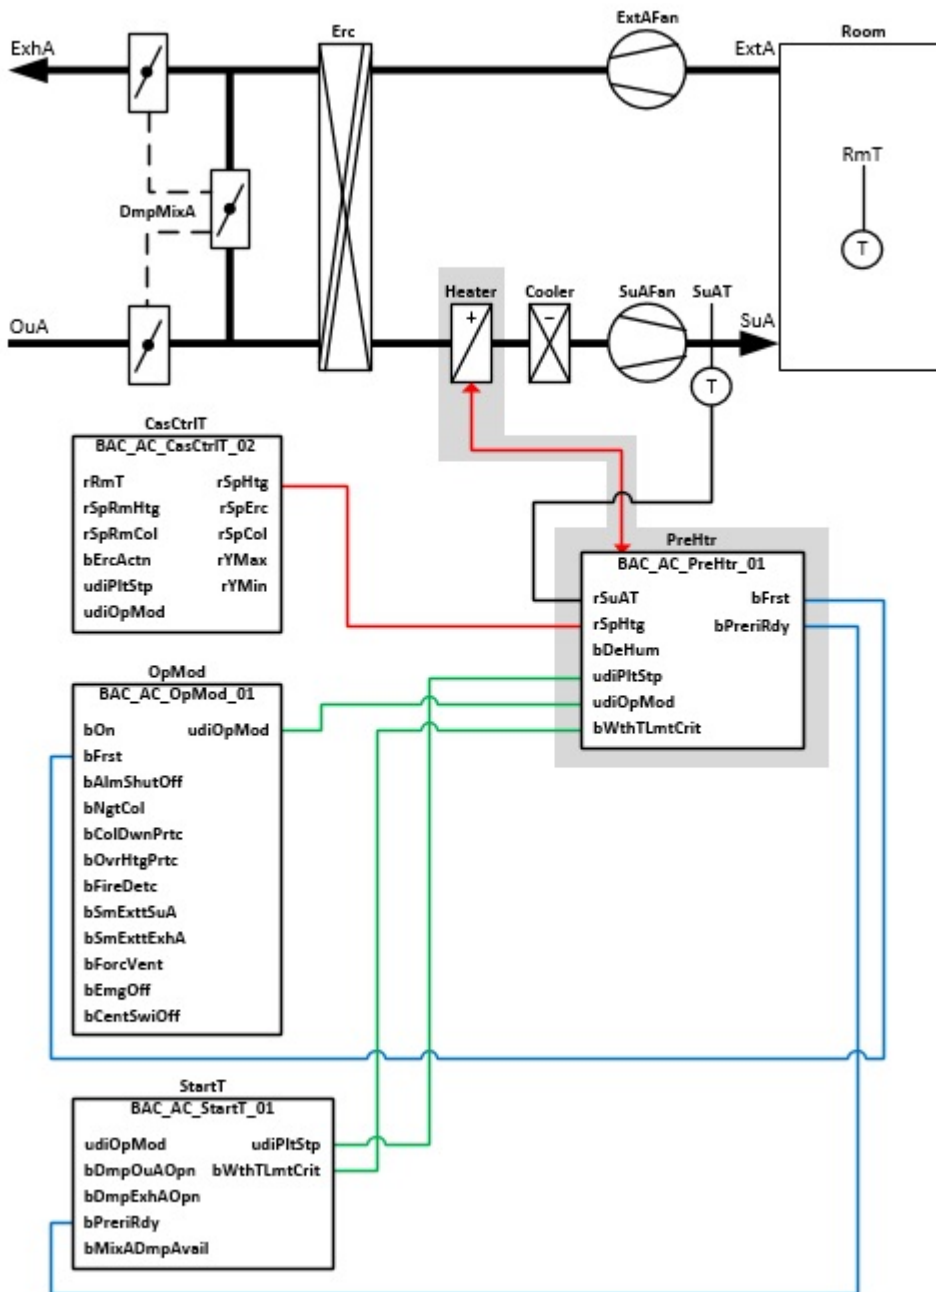 Erc
ExtAFan
Room
ExhA
ExtA
RmT
T
DmpMixA
Heater
Cooler
SuAFan
SuAT
OuA
+
−
SuA
T
CasCtrlT
BAC_AC_CasCtrlT_02
rRmT rSpHtg
rSpRmHtg rSpErc
rSpRmCol rSpCol
bErcActn rYMax
udiPltStp rYMin
udiOpMod
PreHtr
BAC_AC_PreHtr_01
rSuAT bFrst
rSpHtg bPreriRdy
bDeHum
udiPltStp
udiOpMod
bWthTLmtCrit
OpMod
BAC_AC_OpMod_01
bOn udiOpMod
bFrst
bAlmShutOff
bNgtCol
bColDwnPrtc
bOvrHtgPrtc
bFireDetc
bSmExttSuA
bSmExttExhA
bForcVent
bEmgOff
bCentSwiOff
StartT
BAC_AC_StartT_01
udiOpMod udiPltStp
bDmpOuAOpn bWthTLmtCrit
bDmpExhAOpn
bPreriRdy
bMixADmpAvail